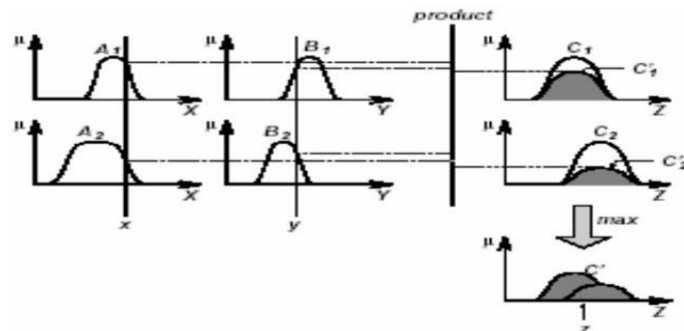 product
μ A1 μ B1 C1 C'1
X Y Z
μ A2 μ B2 C2 C'2
X Y Z
x y
max
μ C'
Z
z